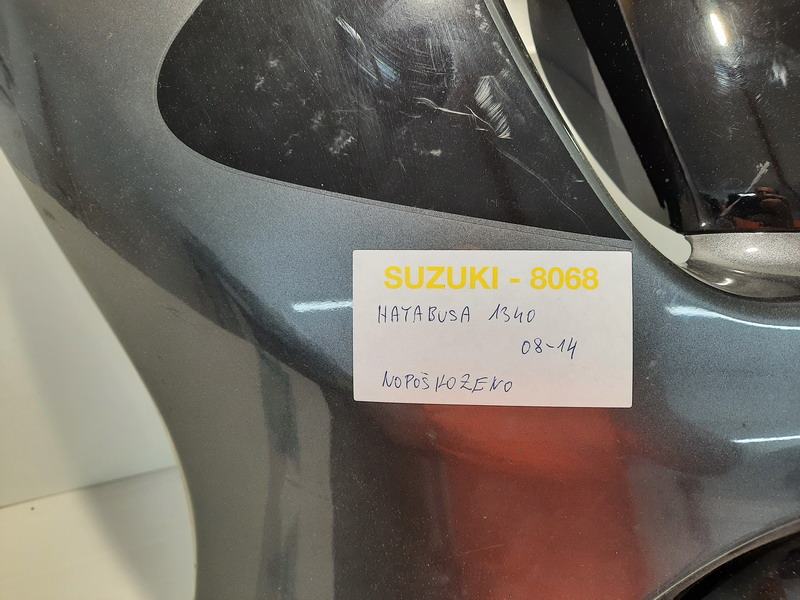 SUZUKI - 8068
HAYABUSA 1340
08-14
NOPOŠKOZENO